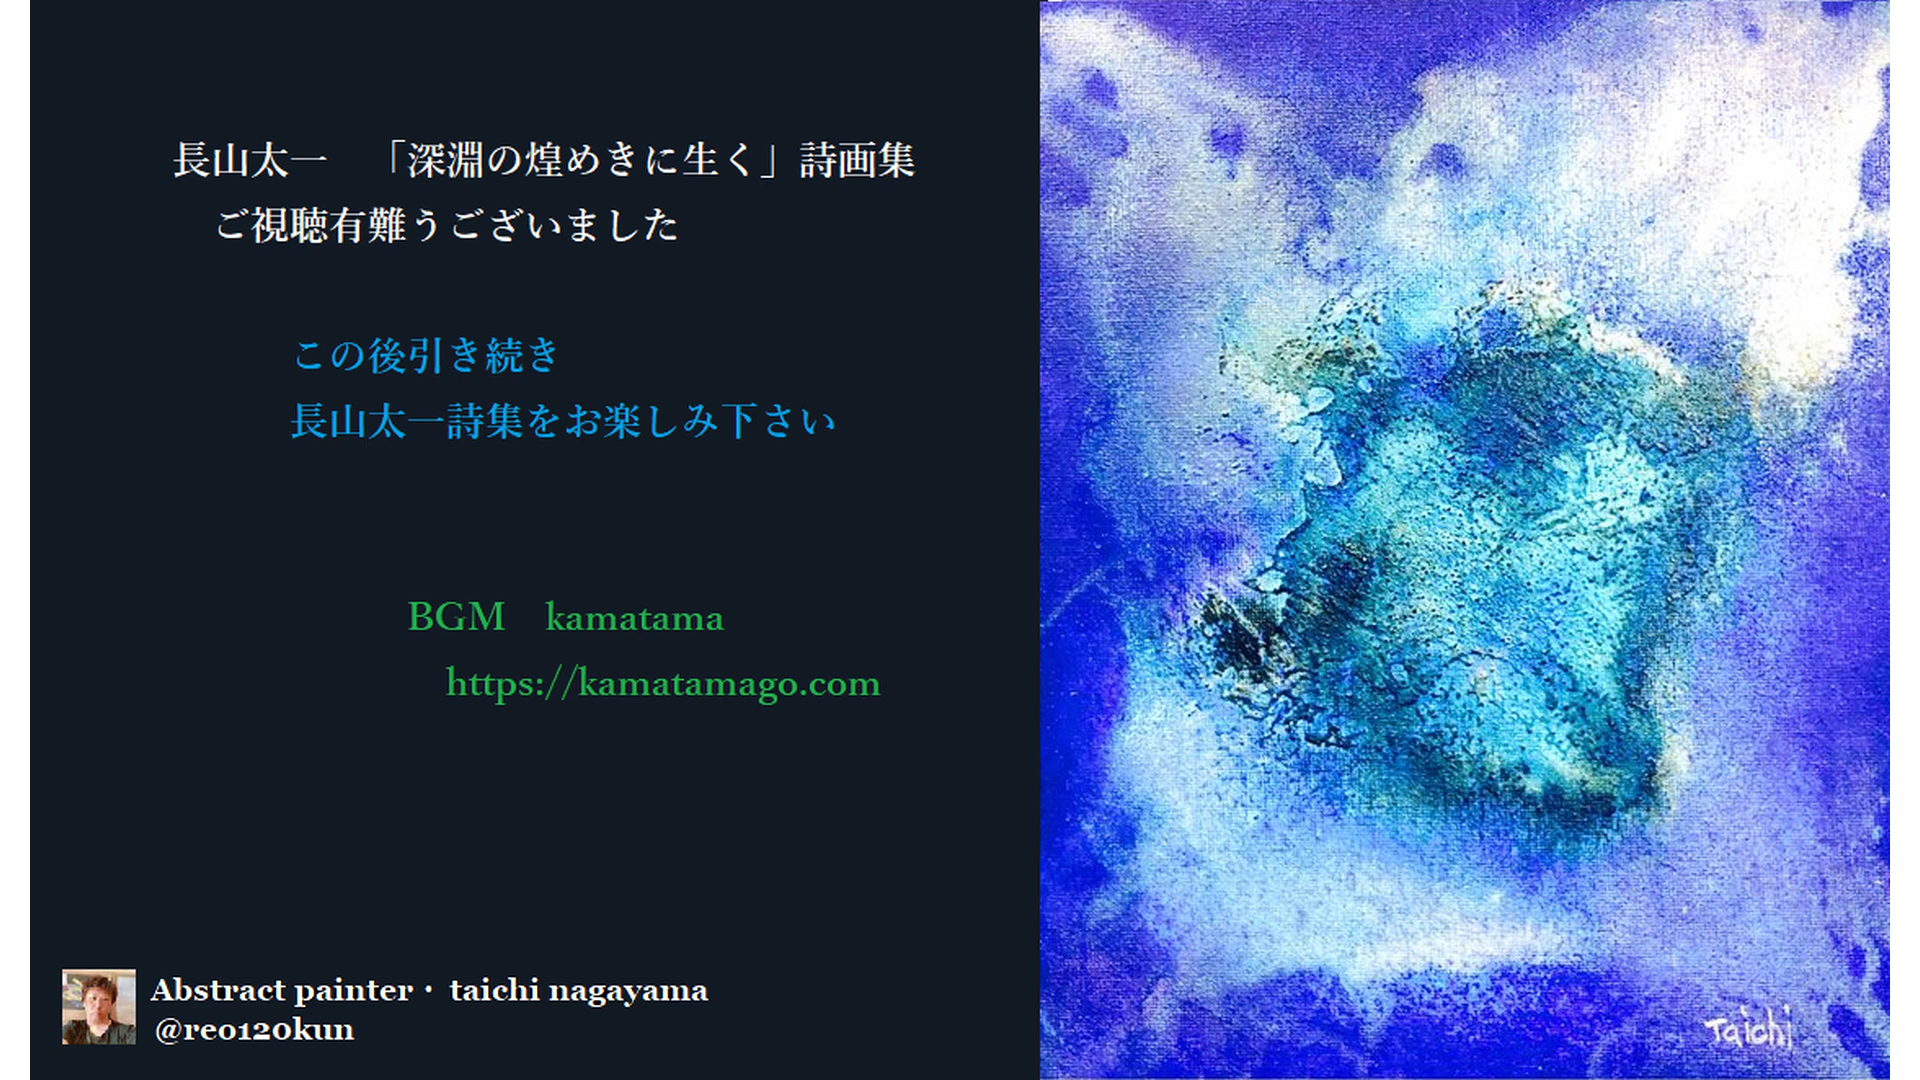 長山太一　「深淵の煌めきに生く」詩画集
ご視聴有難うございました
この後引き続き
長山太一詩集をお楽しみ下さい
BGM　kamatama
https://kamatamago.com
Abstract painter・ taichi nagayama
@reo120kun
Taichi